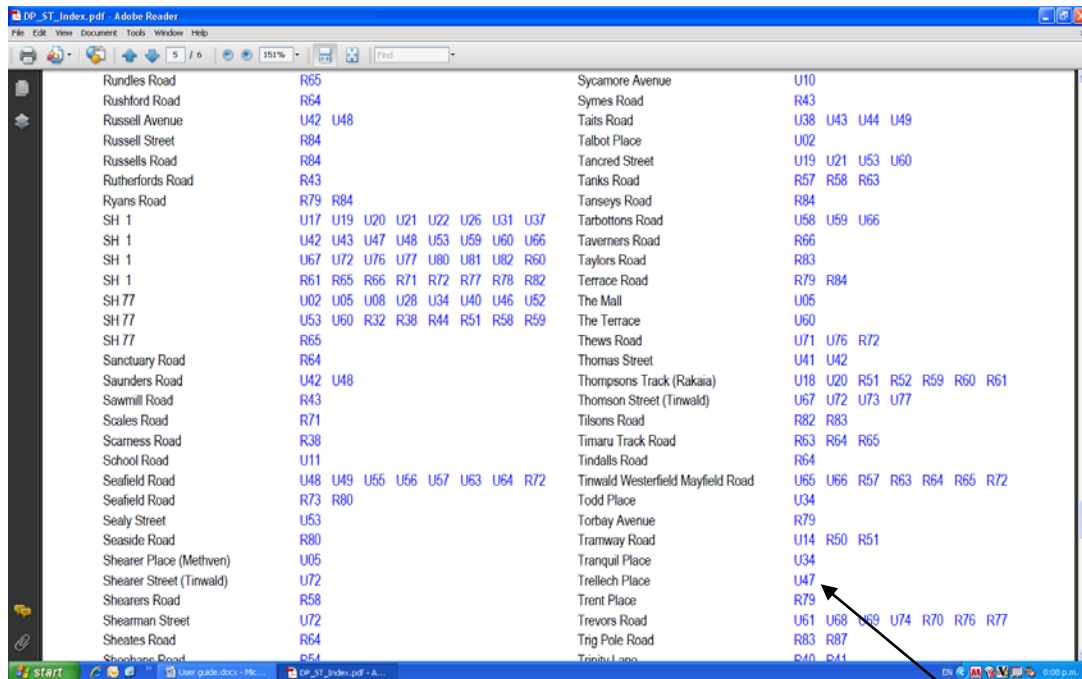 DP_ST_Index.pdf - Adobe Reader
File Edit View Document Tools Window Help
5 / 6 151% Find
Rundles Road R65
Rushford Road R64
Russell Avenue U42 U48
Russell Street R84
Russells Road R84
Rutherfords Road R43
Ryans Road R79 R84
SH 1 U17 U19 U20 U21 U22 U26 U31 U37
SH 1 U42 U43 U47 U48 U53 U59 U60 U66
SH 1 U67 U72 U76 U77 U80 U81 U82 R60
SH 1 R61 R65 R66 R71 R72 R77 R78 R82
SH 77 U02 U05 U08 U28 U34 U40 U46 U52
SH 77 U53 U60 R32 R38 R44 R51 R58 R59
SH 77 R65
Sanctuary Road R64
Saunders Road U42 U48
Sawmill Road R43
Scales Road R71
Scarness Road R38
School Road U11
Seafield Road U48 U49 U55 U56 U57 U63 U64 R72
Seafield Road R73 R80
Sealy Street U53
Seaside Road R80
Shearer Place (Methven) U05
Shearer Street (Tinwald) U72
Shearers Road R58
Shearman Street U72
Sheates Road R64
Sheehans Road R54
Sycamore Avenue U10
Symes Road R43
Taits Road U38 U43 U44 U49
Talbot Place U02
Tancred Street U19 U21 U53 U60
Tanks Road R57 R58 R63
Tanseys Road R84
Tarbottons Road U58 U59 U66
Taverners Road R66
Taylors Road R83
Terrace Road R79 R84
The Mall U05
The Terrace U60
Thews Road U71 U76 R72
Thomas Street U41 U42
Thompsons Track (Rakaia) U18 U20 R51 R52 R59 R60 R61
Thomson Street (Tinwald) U67 U72 U73 U77
Tilsons Road R82 R83
Timaru Track Road R63 R64 R65
Tindalls Road R64
Tinwald Westerfield Mayfield Road U65 U66 R57 R63 R64 R65 R72
Todd Place U34
Torbay Avenue R79
Tramway Road U14 R50 R51
Tranquil Place U34
Trellech Place U47
Trent Place R79
Trevors Road U61 U68 U69 U74 R70 R76 R77
Trig Pole Road R83 R87
Trinity Lane R40 R41
start User guide.docx - Mic... DP_ST_Index.pdf - A... EN 8:08 p.m.